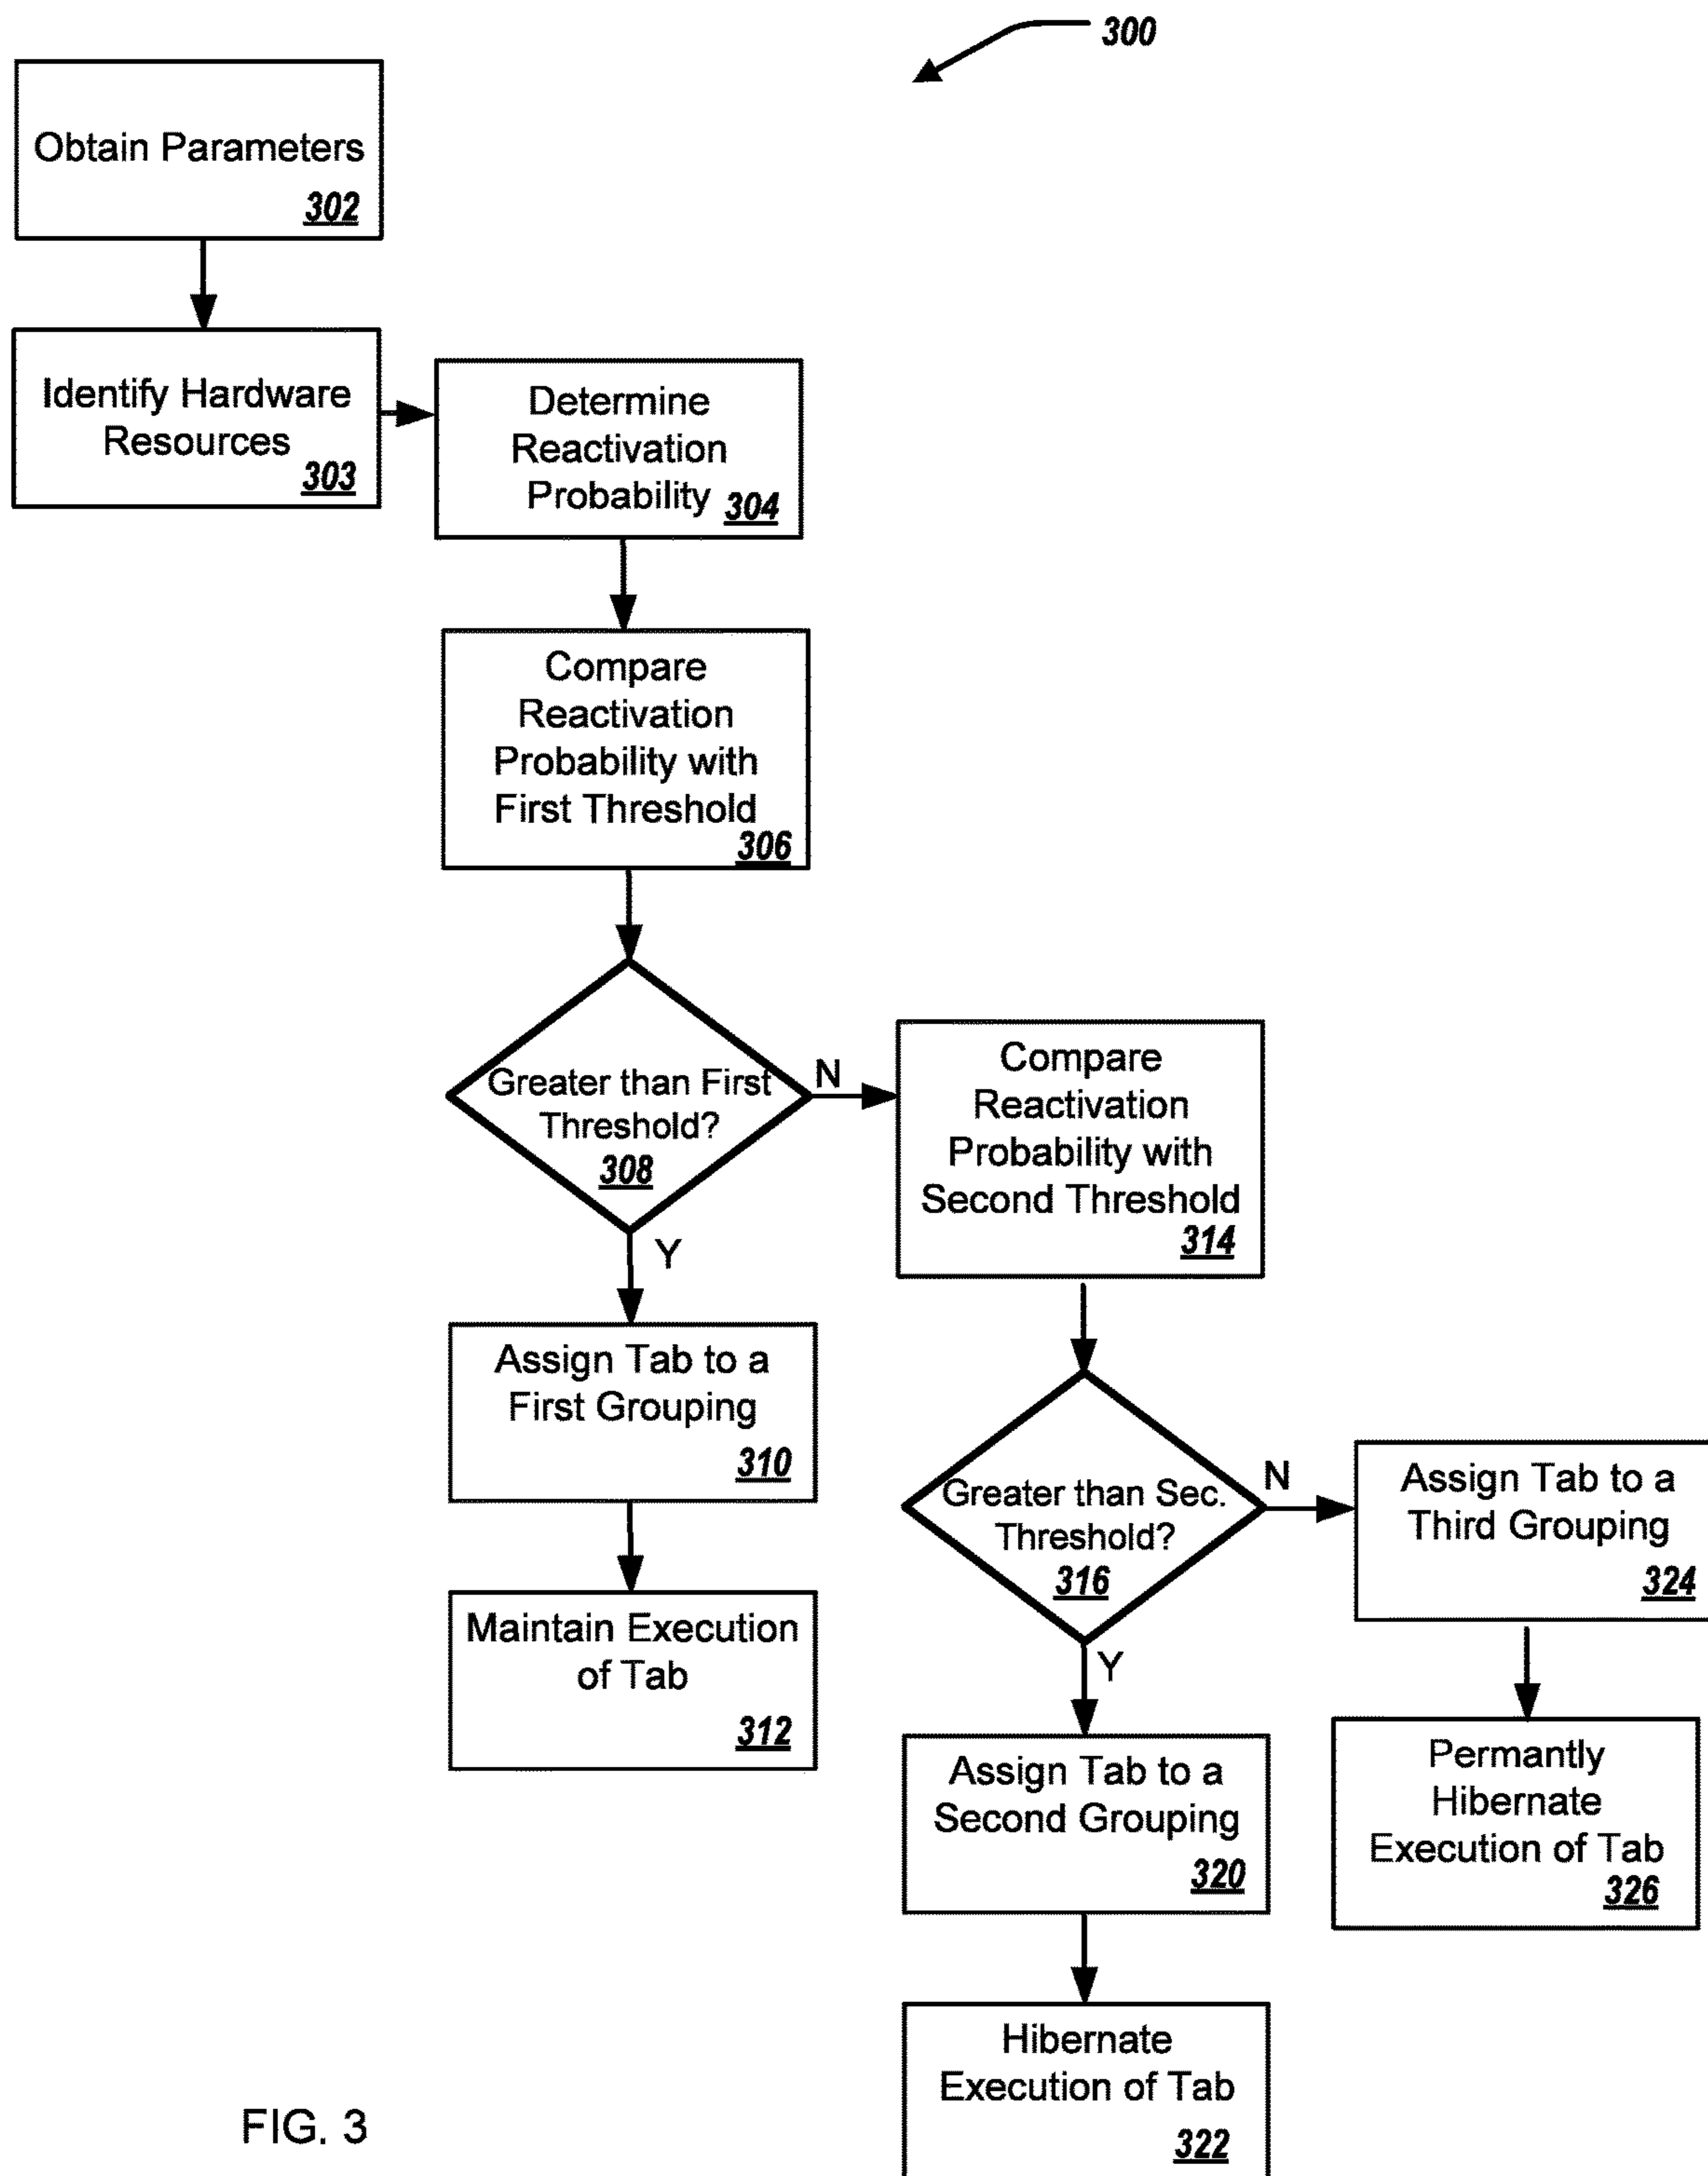 300
Obtain Parameters
302
Identify Hardware
Resources
303
Determine
Reactivation
Probability
304
Compare
Reactivation
Probability with
First Threshold
306
Greater than First
Threshold?
308
N
Y
Assign Tab to a
First Grouping
310
Maintain Execution
of Tab
312
Compare
Reactivation
Probability with
Second Threshold
314
Greater than Sec.
Threshold?
316
N
Y
Assign Tab to a
Second Grouping
320
Hibernate
Execution of Tab
322
Assign Tab to a
Third Grouping
324
Permantly
Hibernate
Execution of Tab
326
FIG. 3